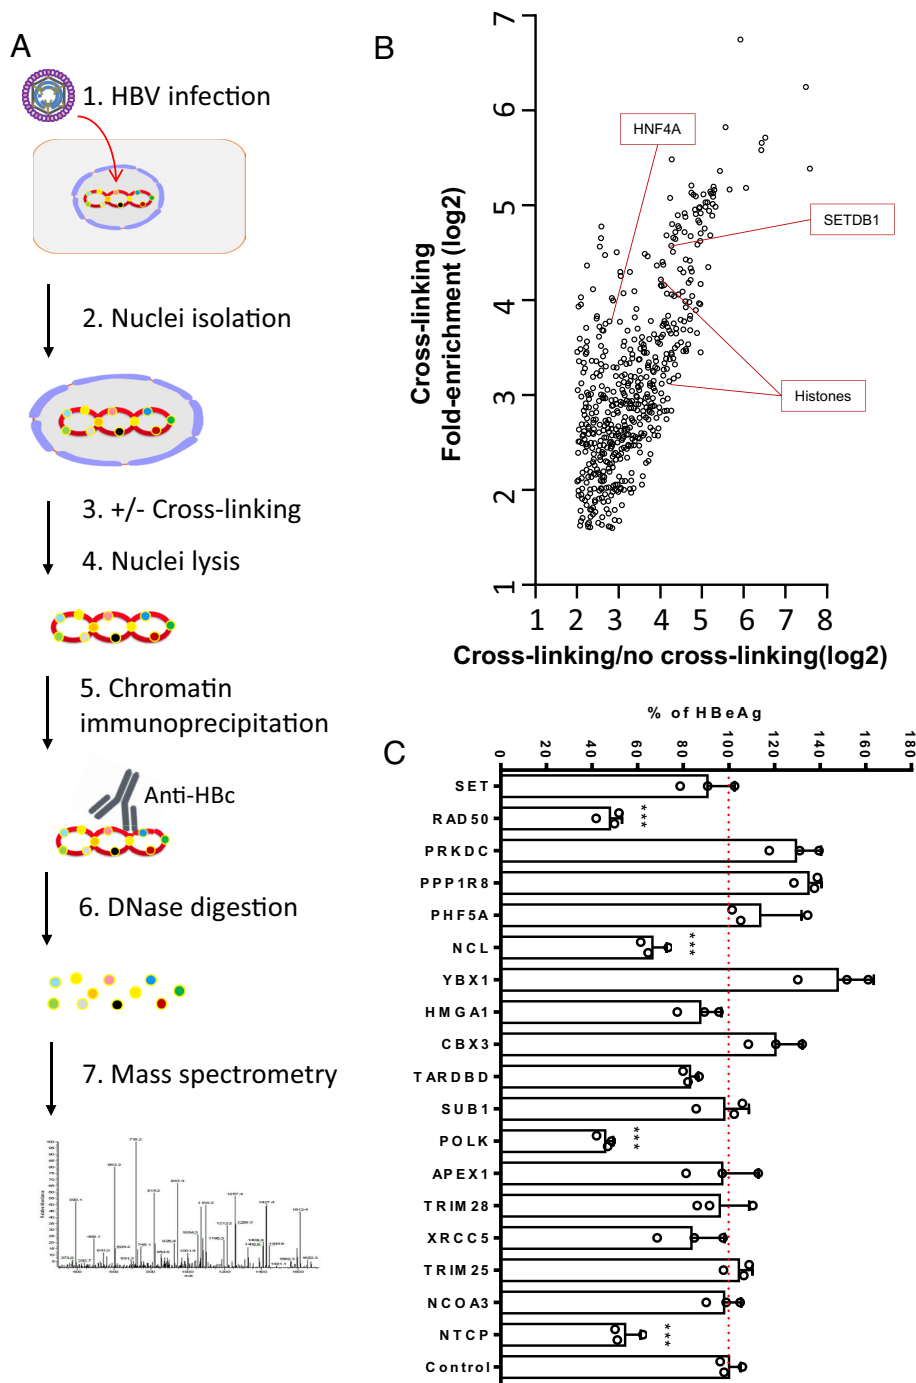 A
1. HBV infection
2. Nuclei isolation
3. +/- Cross-linking
4. Nuclei lysis
5. Chromatin
immunoprecipitation
Anti-HBc
6. DNase digestion
7. Mass spectrometry
B
Cross-linking
Fold-enrichment (log2)
7
6
5
4
3
2
1
HNF4A
SETDB1
Histones
1 2 3 4 5 6 7 8
Cross-linking/no cross-linking(log2)
C
% of HBeAg
0 20 40 60 80 100 120 140 160 180
SET
RAD50 ***
PRKDC
PPP1R8
PHF5A
NCL ***
YBX1
HMGA1
CBX3
TARDBD
SUB1
POLK ***
APEX1
TRIM28
XRCC5
TRIM25
NCOA3
NTCP ***
Control